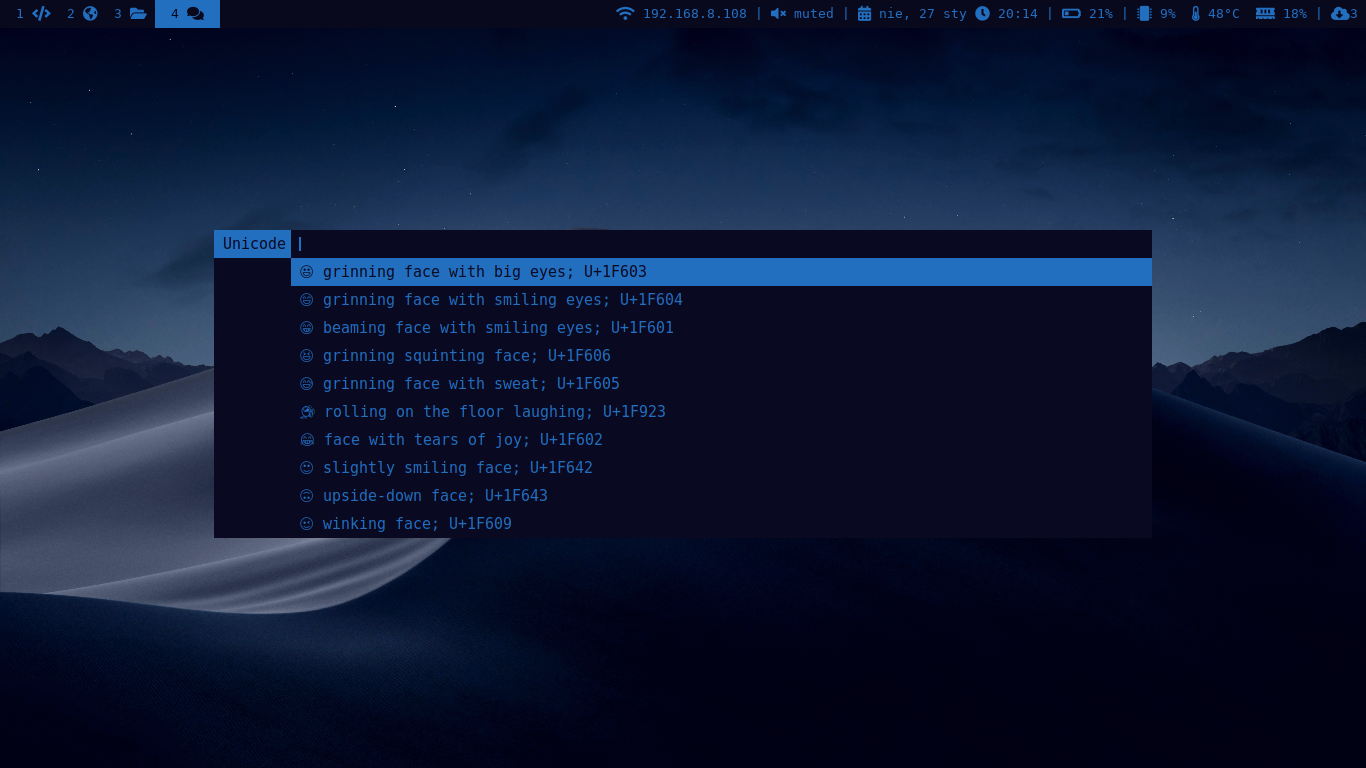 1 2 3 4 192.168.8.108 | muted | nie, 27 sty 20:14 | 21% | 9% 48°C 18% | 3
Unicode
😃 grinning face with big eyes; U+1F603
😄 grinning face with smiling eyes; U+1F604
😁 beaming face with smiling eyes; U+1F601
😆 grinning squinting face; U+1F606
😅 grinning face with sweat; U+1F605
🤣 rolling on the floor laughing; U+1F923
😂 face with tears of joy; U+1F602
🙂 slightly smiling face; U+1F642
🙃 upside-down face; U+1F643
😉 winking face; U+1F609